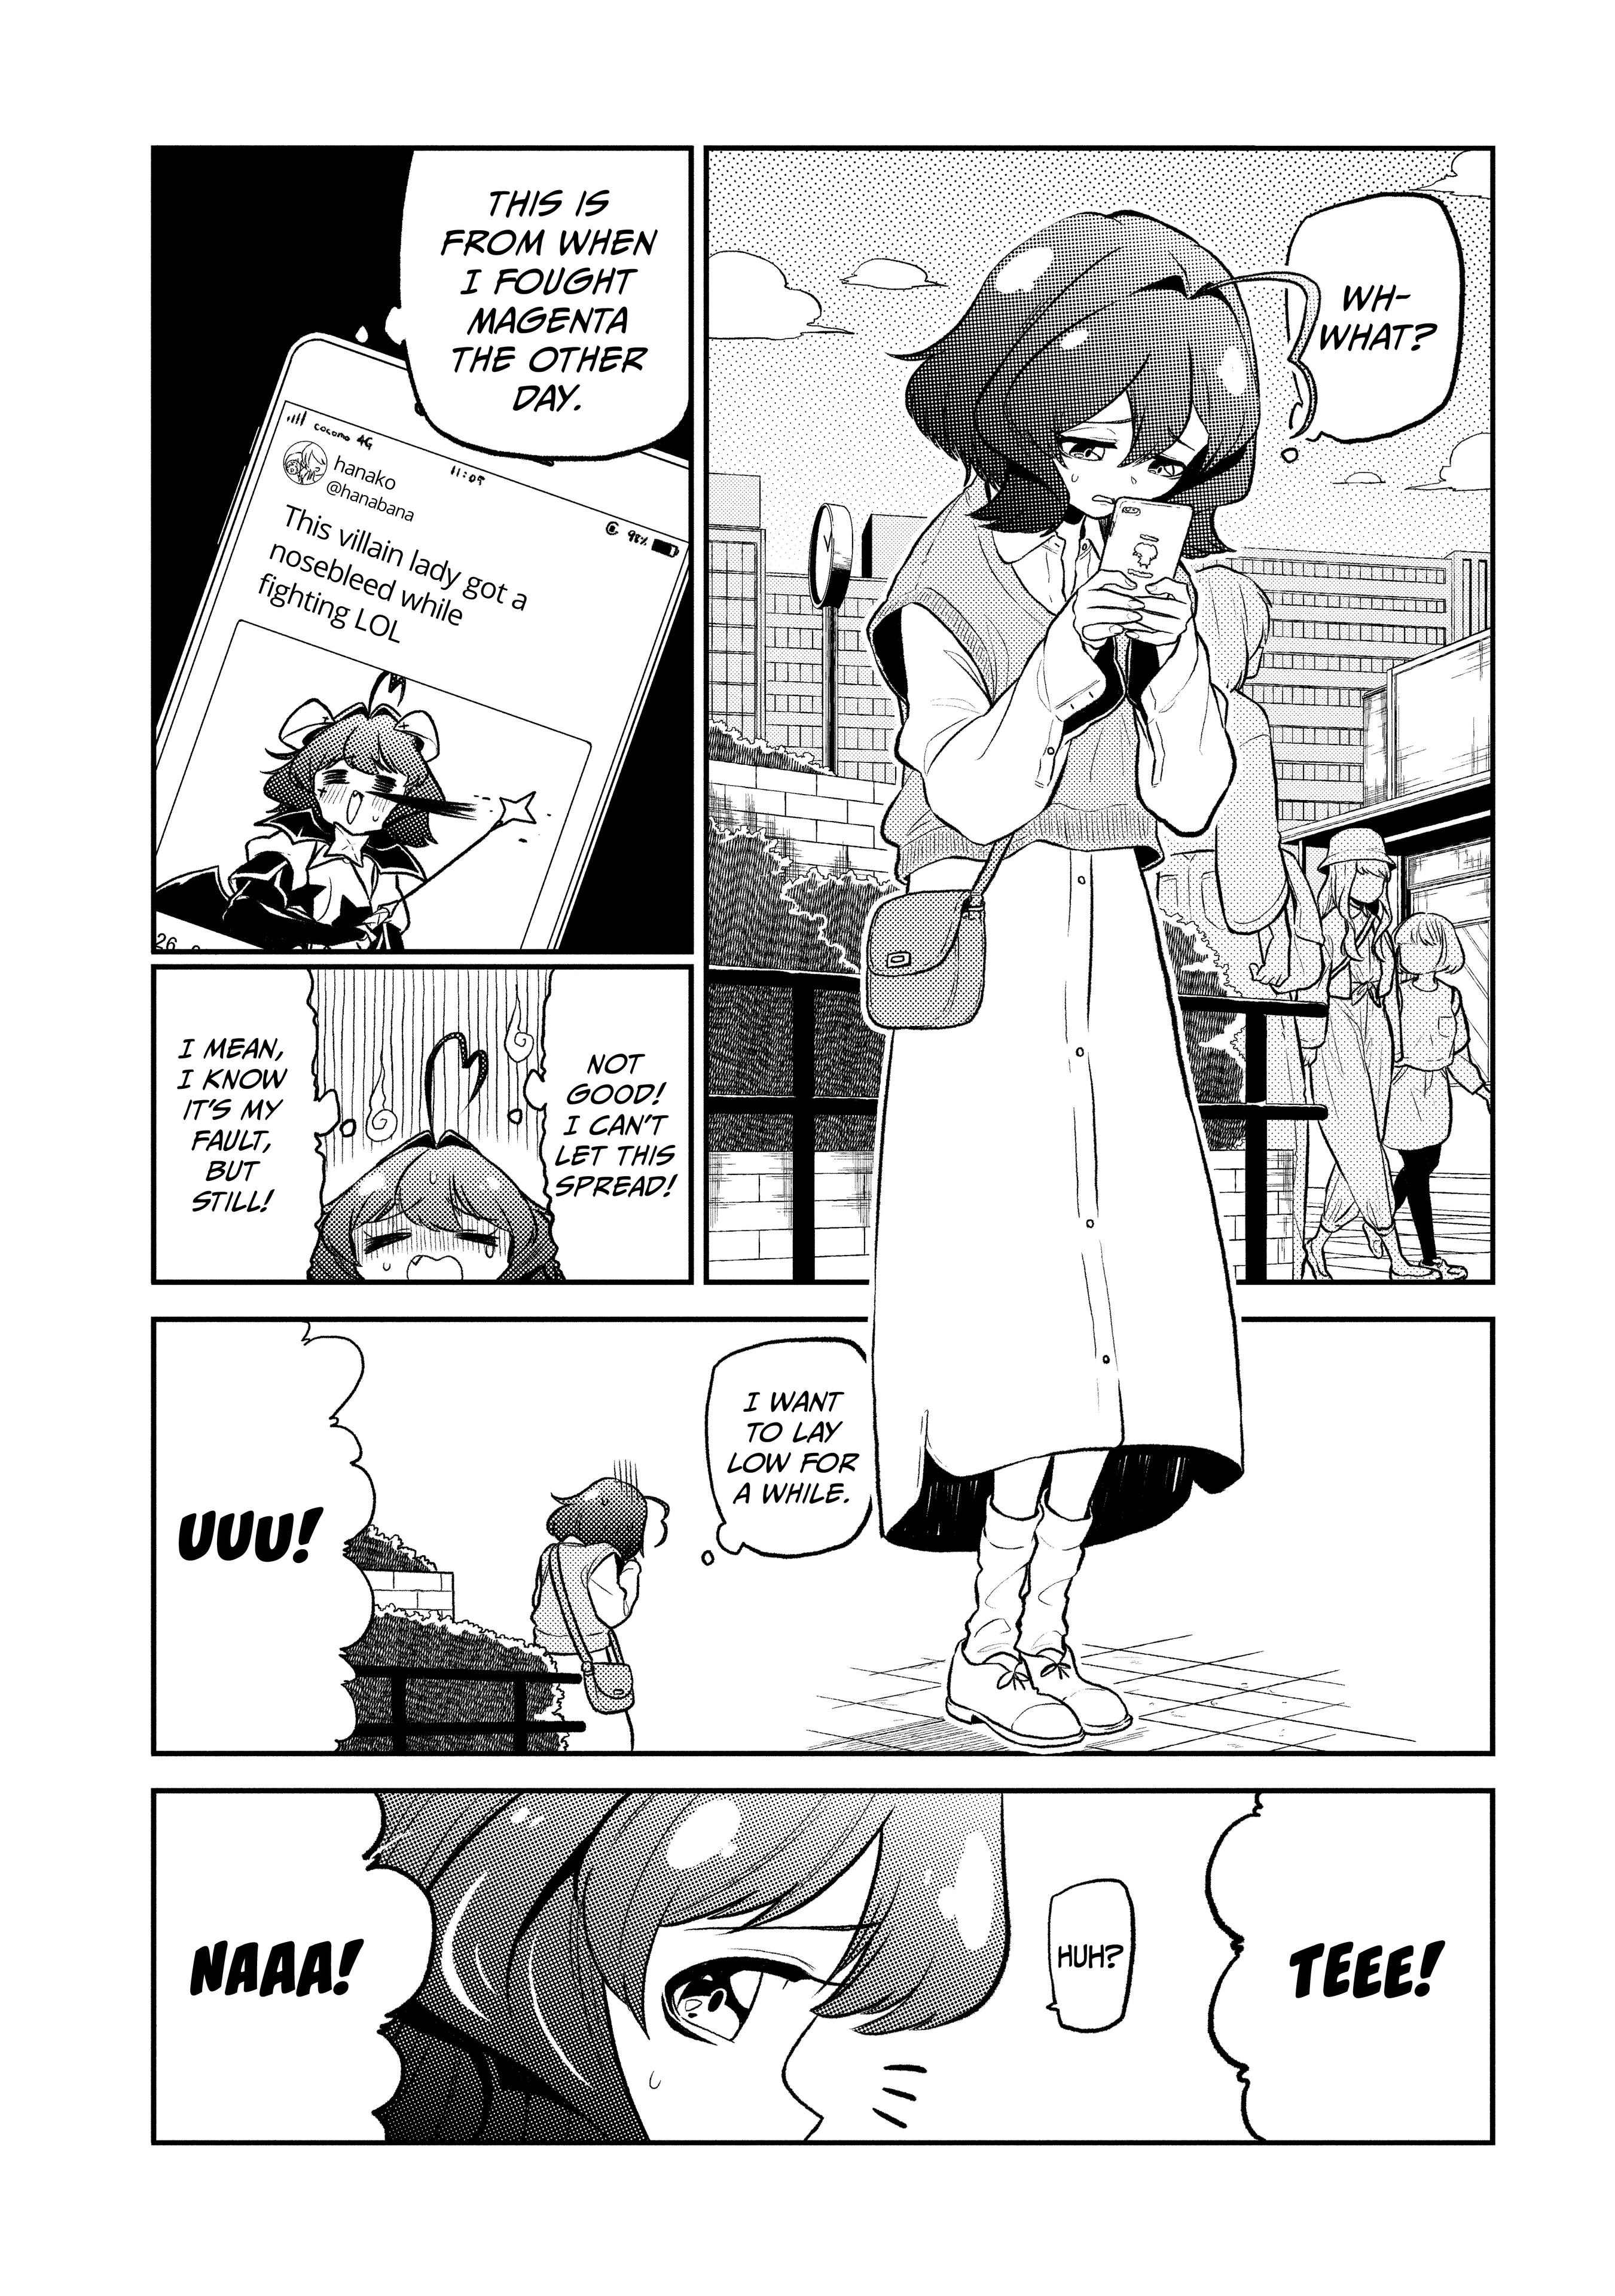 WH-
WHAT?
THIS IS
FROM WHEN
I FOUGHT
MAGENTA
THE OTHER
DAY.
cocomo 4G
11:09
98%
hanako
@hanabana
This villain lady got a
nosebleed while
fighting LOL
26
NOT
GOOD!
I CAN'T
LET THIS
SPREAD!
I MEAN,
I KNOW
IT'S MY
FAULT,
BUT
STILL!
I WANT
TO LAY
LOW FOR
A WHILE.
UUU!
TEEE!
HUH?
NAAA!